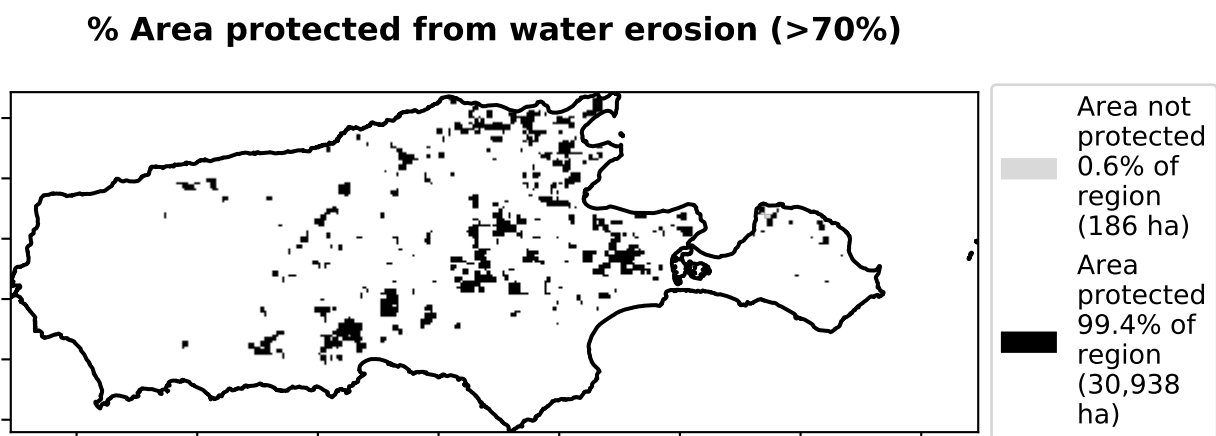 % Area protected from water erosion (>70%)
Area not
protected
0.6% of
region
(186 ha)
Area
protected
99.4% of
region
(30,938
ha)